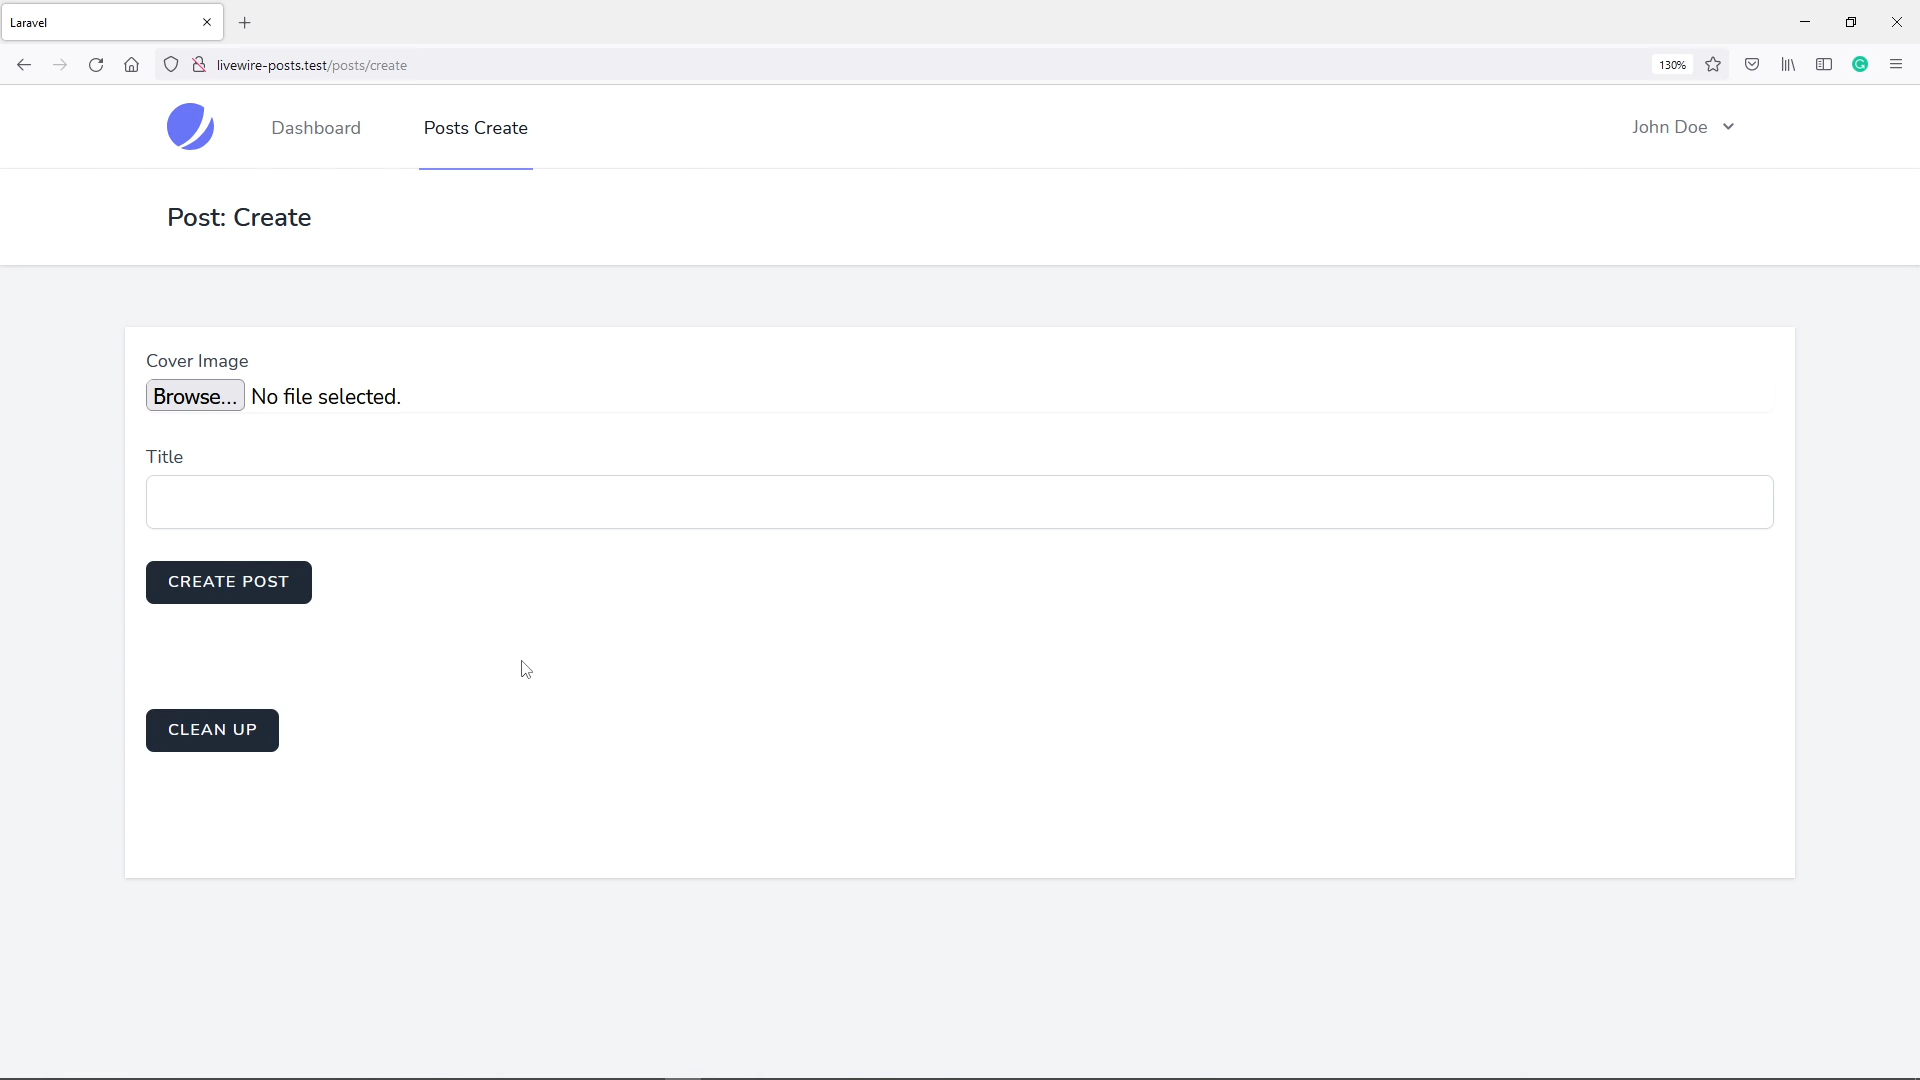 Laravel
livewire-posts.test/posts/create
130%
Dashboard
Posts Create
John Doe
Post: Create
Cover Image
Browse... No file selected.
Title
CREATE POST
CLEAN UP